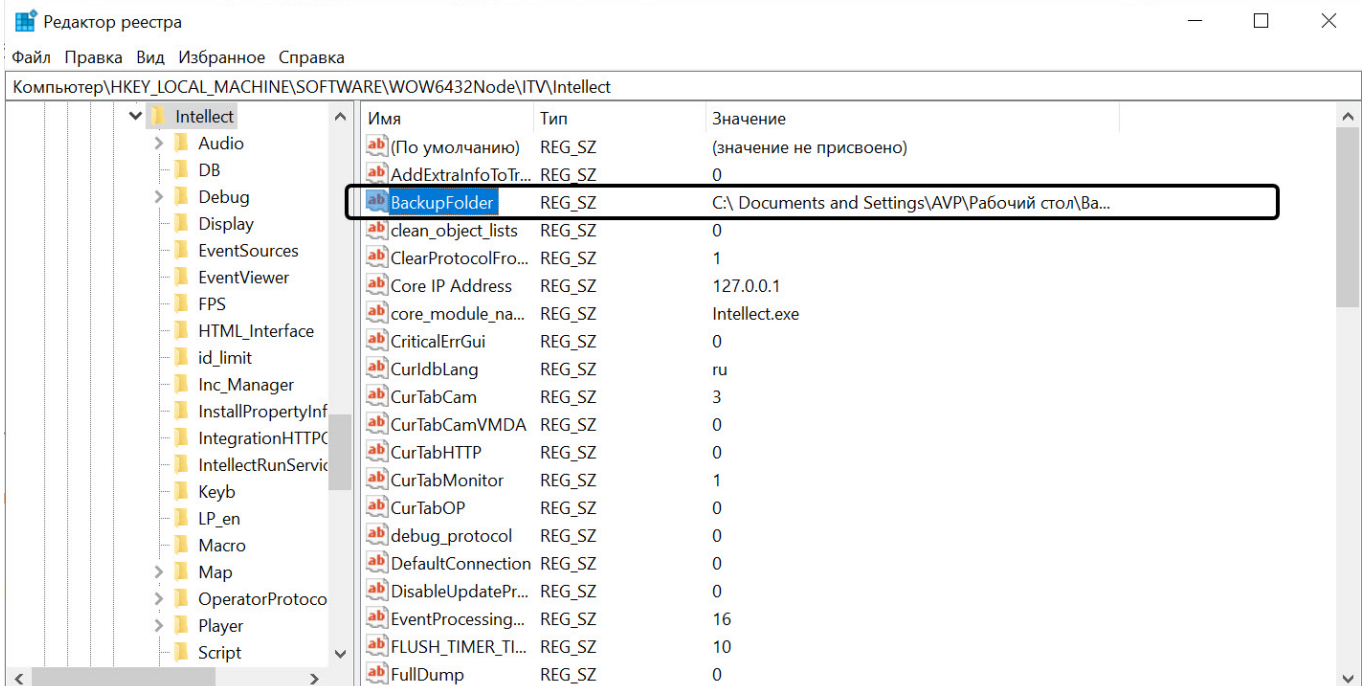 Редактор реестра
Файл Правка Вид Избранное Справка
Компьютер\HKEY_LOCAL_MACHINE\SOFTWARE\WOW6432Node\ITV\Intellect
Intellect
Audio
DB
Debug
Display
EventSources
EventViewer
FPS
HTML_Interface
id_limit
Inc_Manager
InstallPropertyInf
IntegrationHTTP
IntellectRunServic
Keyb
LP_en
Macro
Map
OperatorProtoco
Player
Script
Имя Тип Значение
(По умолчанию) REG_SZ (значение не присвоено)
AddExtraInfoToTr... REG_SZ 0
BackupFolder REG_SZ C:\ Documents and Settings\AVP\Рабочий стол\Ba...
clean_object_lists REG_SZ 0
ClearProtocolFro... REG_SZ 1
Core IP Address REG_SZ 127.0.0.1
core_module_na... REG_SZ Intellect.exe
CriticalErrGui REG_SZ 0
CurIdbLang REG_SZ ru
CurTabCam REG_SZ 3
CurTabCamVMDA REG_SZ 0
CurTabHTTP REG_SZ 0
CurTabMonitor REG_SZ 1
CurTabOP REG_SZ 0
debug_protocol REG_SZ 0
DefaultConnection REG_SZ 0
DisableUpdatePr... REG_SZ 0
EventProcessing... REG_SZ 16
FLUSH_TIMER_TI... REG_SZ 10
FullDump REG_SZ 0